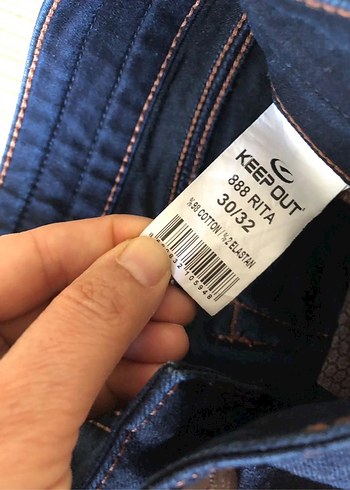 KEEP OUT
888 RITA
30/32
%98 COTTON / %2 ELASTAN